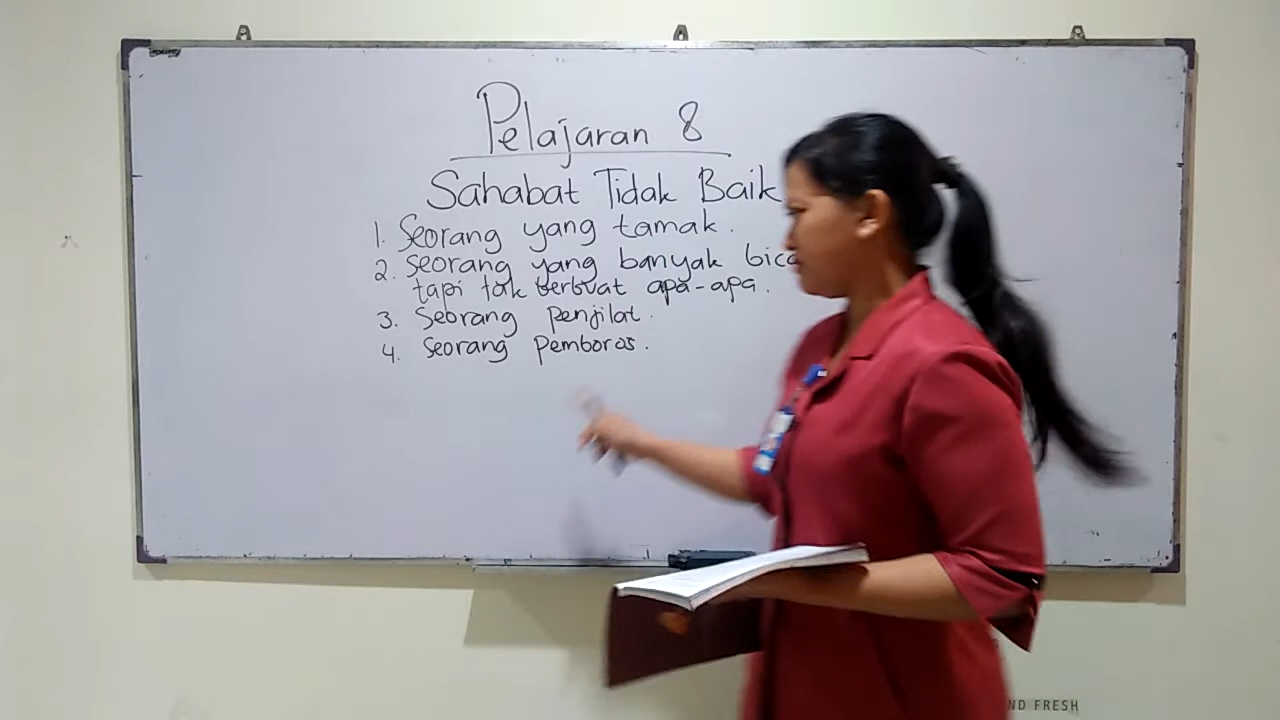 Pelajaran 8
Sahabat Tidak Baik
1. Seorang yang tamak.
2. Seorang yang banyak bica
tapi tak berbuat apa-apa.
3. Seorang penjilat.
4. Seorang Pemboros.
ND FRESH